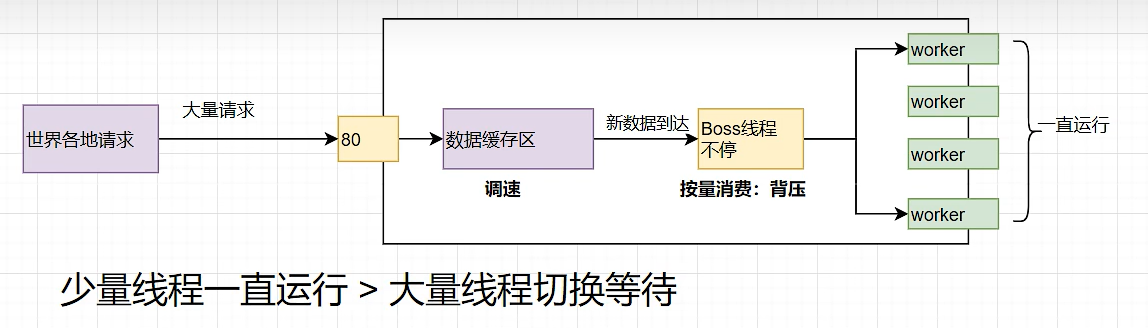 世界各地请求
大量请求
80
数据缓存区
调速
新数据到达
Boss线程
不停
按量消费：背压
worker
worker
worker
worker
一直运行
少量线程一直运行 > 大量线程切换等待